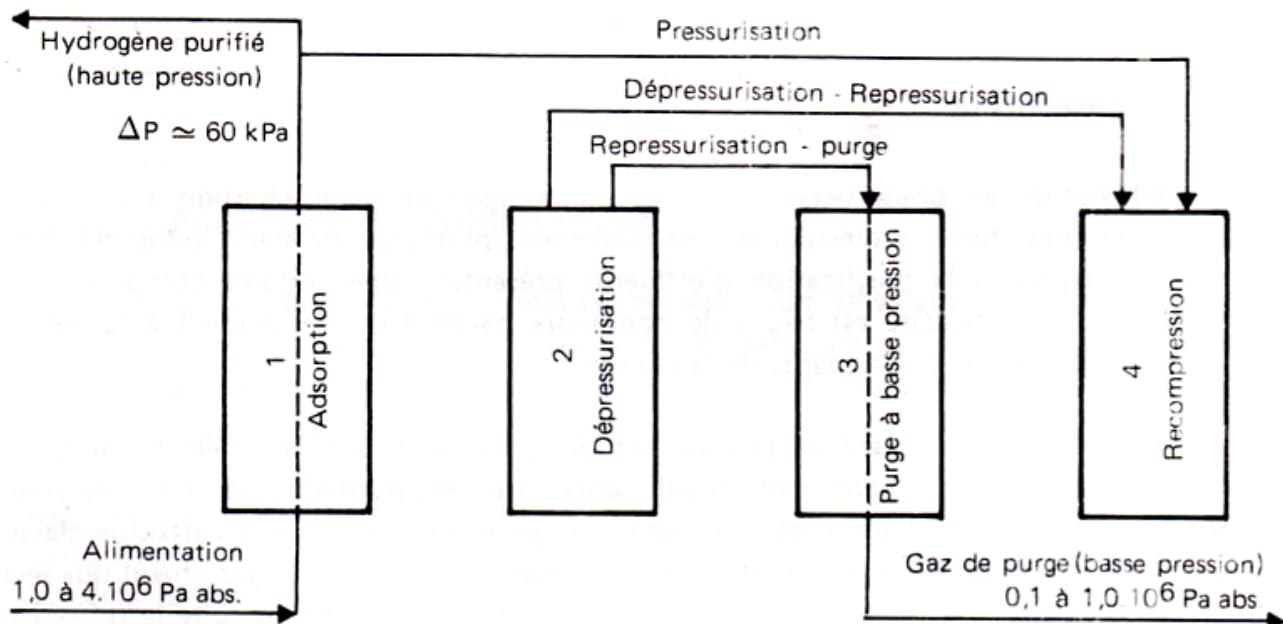 Hydrogène purifié
(haute pression)
ΔP ≃ 60 kPa
Pressurisation
Dépressurisation - Repressurisation
Repressurisation - purge
1
Adsorption
2
Dépressurisation
3
Purge à basse pression
4
Recompression
Alimentation
1,0 à 4.10⁶ Pa abs.
Gaz de purge (basse pression)
0,1 à 1,0.10⁶ Pa abs.